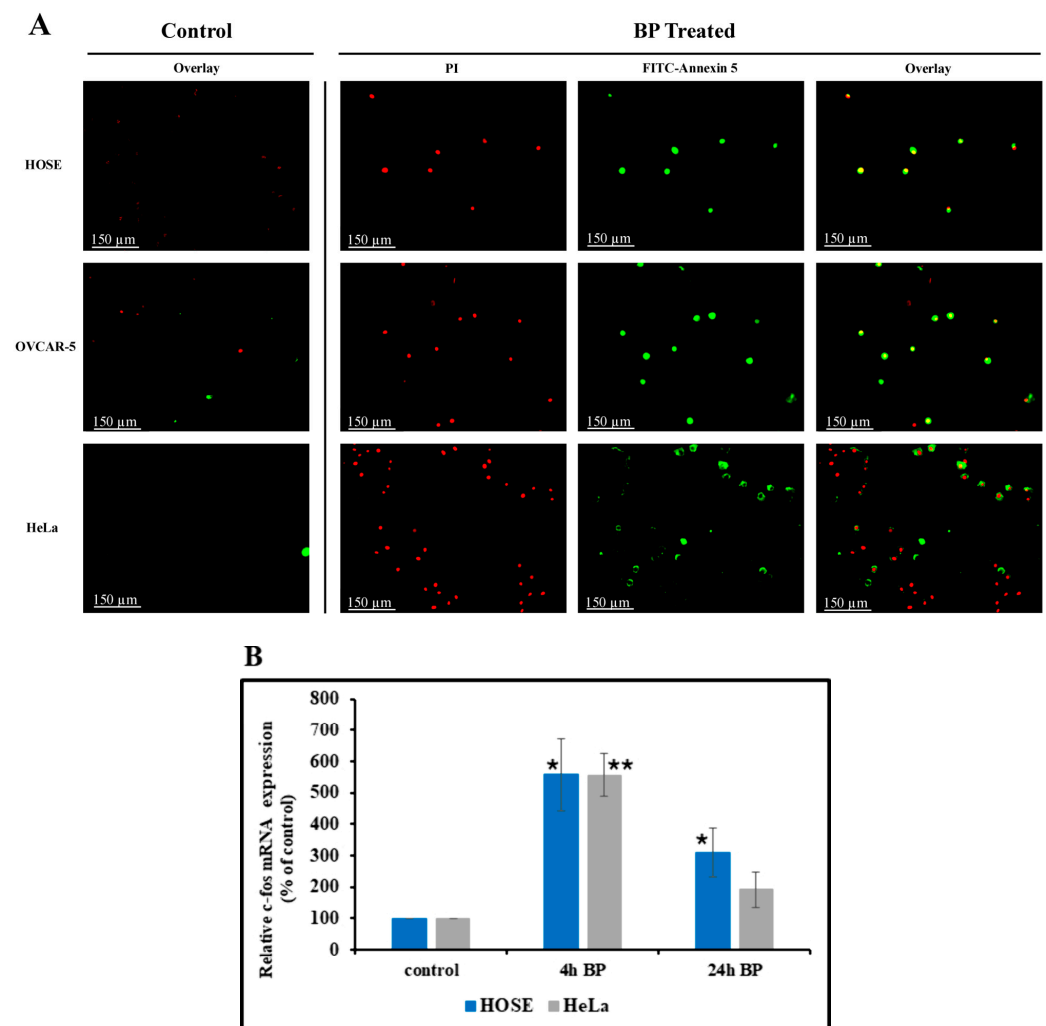 A
Control
BP Treated
Overlay
PI
FITC-Annexin 5
Overlay
HOSE
150 µm
150 µm
150 µm
150 µm
OVCAR-5
150 µm
150 µm
150 µm
150 µm
HeLa
150 µm
150 µm
150 µm
150 µm
B
Relative c-fos mRNA expression
(% of control)
800
700
600
500
400
300
200
100
0
*
**
*
control
4h BP
24h BP
HOSE
HeLa